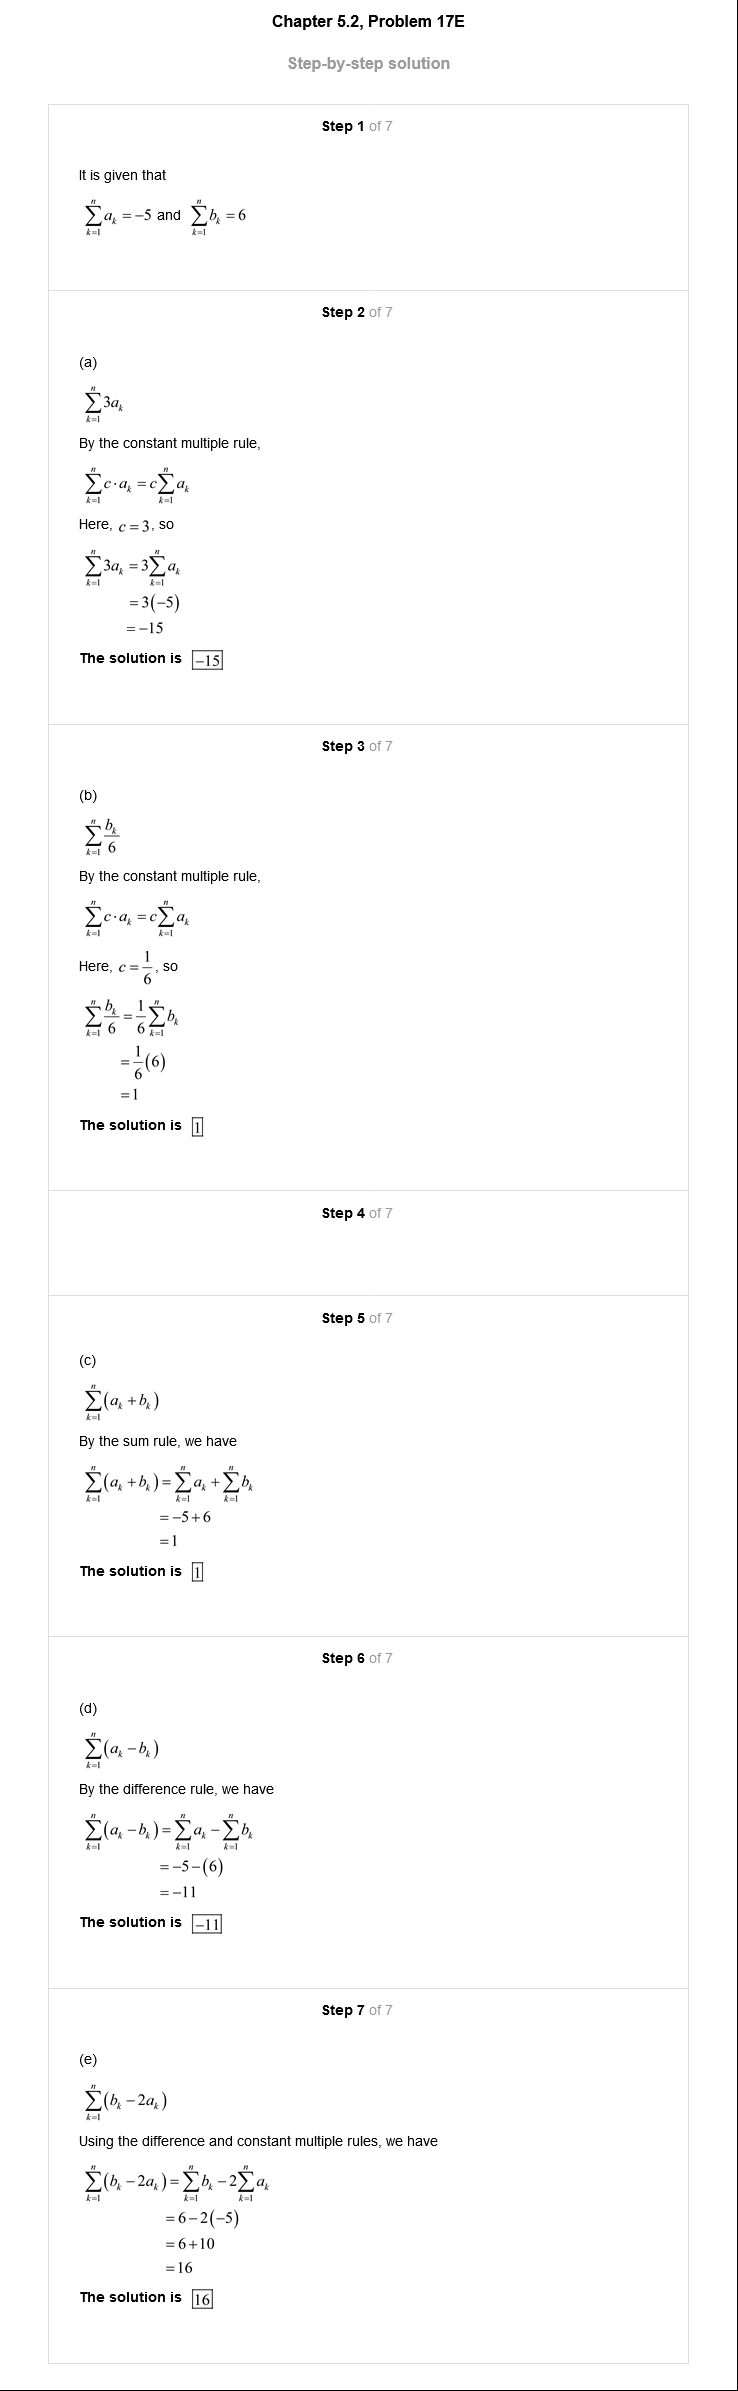 Chapter 5.2, Problem 17E
Step-by-step solution
Step 1 of 7
It is given that
$\sum_{k=1}^{n} a_k = -5$ and $\sum_{k=1}^{n} b_k = 6$
Step 2 of 7
(a)
$\sum_{k=1}^{n} 3a_k$
By the constant multiple rule,
$\sum_{k=1}^{n} c \cdot a_k = c\sum_{k=1}^{n} a_k$
Here, $c = 3$, so
$\sum_{k=1}^{n} 3a_k = 3\sum_{k=1}^{n} a_k$
$= 3(-5)$
$= -15$
The solution is $\boxed{-15}$
Step 3 of 7
(b)
$\sum_{k=1}^{n} \frac{b_k}{6}$
By the constant multiple rule,
$\sum_{k=1}^{n} c \cdot a_k = c\sum_{k=1}^{n} a_k$
Here, $c = \frac{1}{6}$, so
$\sum_{k=1}^{n} \frac{b_k}{6} = \frac{1}{6}\sum_{k=1}^{n} b_k$
$= \frac{1}{6}(6)$
$= 1$
The solution is $\boxed{1}$
Step 4 of 7
Step 5 of 7
(c)
$\sum_{k=1}^{n} (a_k + b_k)$
By the sum rule, we have
$\sum_{k=1}^{n} (a_k + b_k) = \sum_{k=1}^{n} a_k + \sum_{k=1}^{n} b_k$
$= -5 + 6$
$= 1$
The solution is $\boxed{1}$
Step 6 of 7
(d)
$\sum_{k=1}^{n} (a_k - b_k)$
By the difference rule, we have
$\sum_{k=1}^{n} (a_k - b_k) = \sum_{k=1}^{n} a_k - \sum_{k=1}^{n} b_k$
$= -5 - (6)$
$= -11$
The solution is $\boxed{-11}$
Step 7 of 7
(e)
$\sum_{k=1}^{n} (b_k - 2a_k)$
Using the difference and constant multiple rules, we have
$\sum_{k=1}^{n} (b_k - 2a_k) = \sum_{k=1}^{n} b_k - 2\sum_{k=1}^{n} a_k$
$= 6 - 2(-5)$
$= 6 + 10$
$= 16$
The solution is $\boxed{16}$